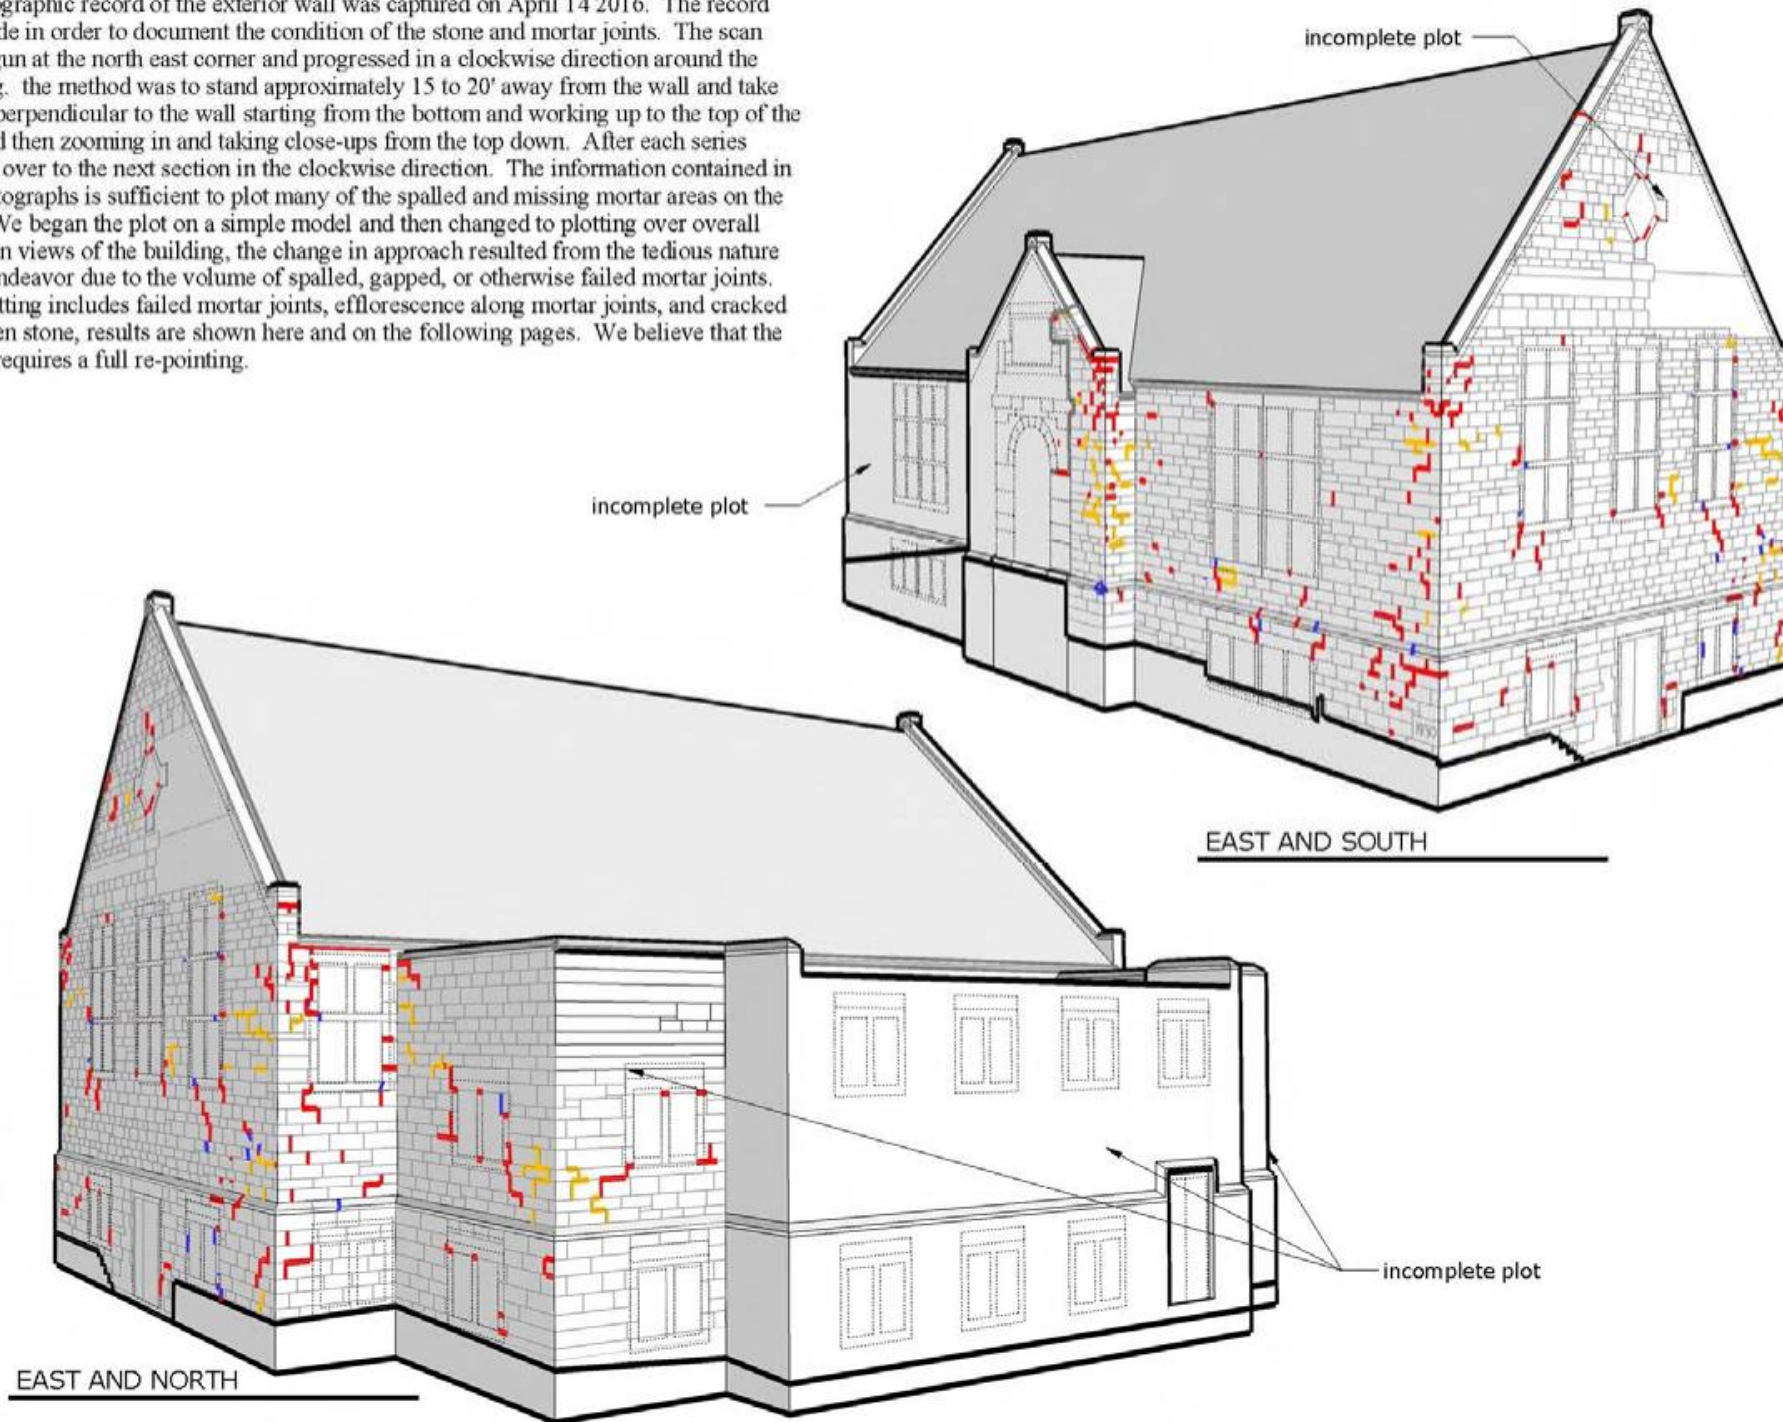 graphic record of the exterior wall was captured on April 14 2016. The record
de in order to document the condition of the stone and mortar joints. The scan
un at the north east corner and progressed in a clockwise direction around the
g. the method was to stand approximately 15 to 20' away from the wall and take
perpendicular to the wall starting from the bottom and working up to the top of the
d then zooming in and taking close-ups from the top down. After each series
over to the next section in the clockwise direction. The information contained in
tographs is sufficient to plot many of the spalled and missing mortar areas on the
We began the plot on a simple model and then changed to plotting over overall
n views of the building, the change in approach resulted from the tedious nature
ndeavor due to the volume of spalled, gapped, or otherwise failed mortar joints.
tting includes failed mortar joints, efflorescence along mortar joints, and cracked
en stone, results are shown here and on the following pages. We believe that the
requires a full re-pointing.
incomplete plot
incomplete plot
EAST AND SOUTH
incomplete plot
EAST AND NORTH